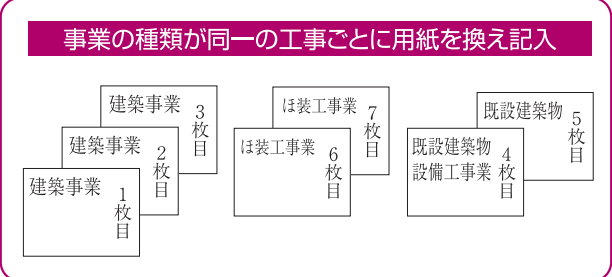 事業の種類が同一の工事ごとに用紙を換え記入
建築事業
3枚目
建築事業
2枚目
建築事業
1枚目
ほ装工事業
7枚目
ほ装工事業
6枚目
既設建築物
5枚目
既設建築物
設備工事業
4枚目